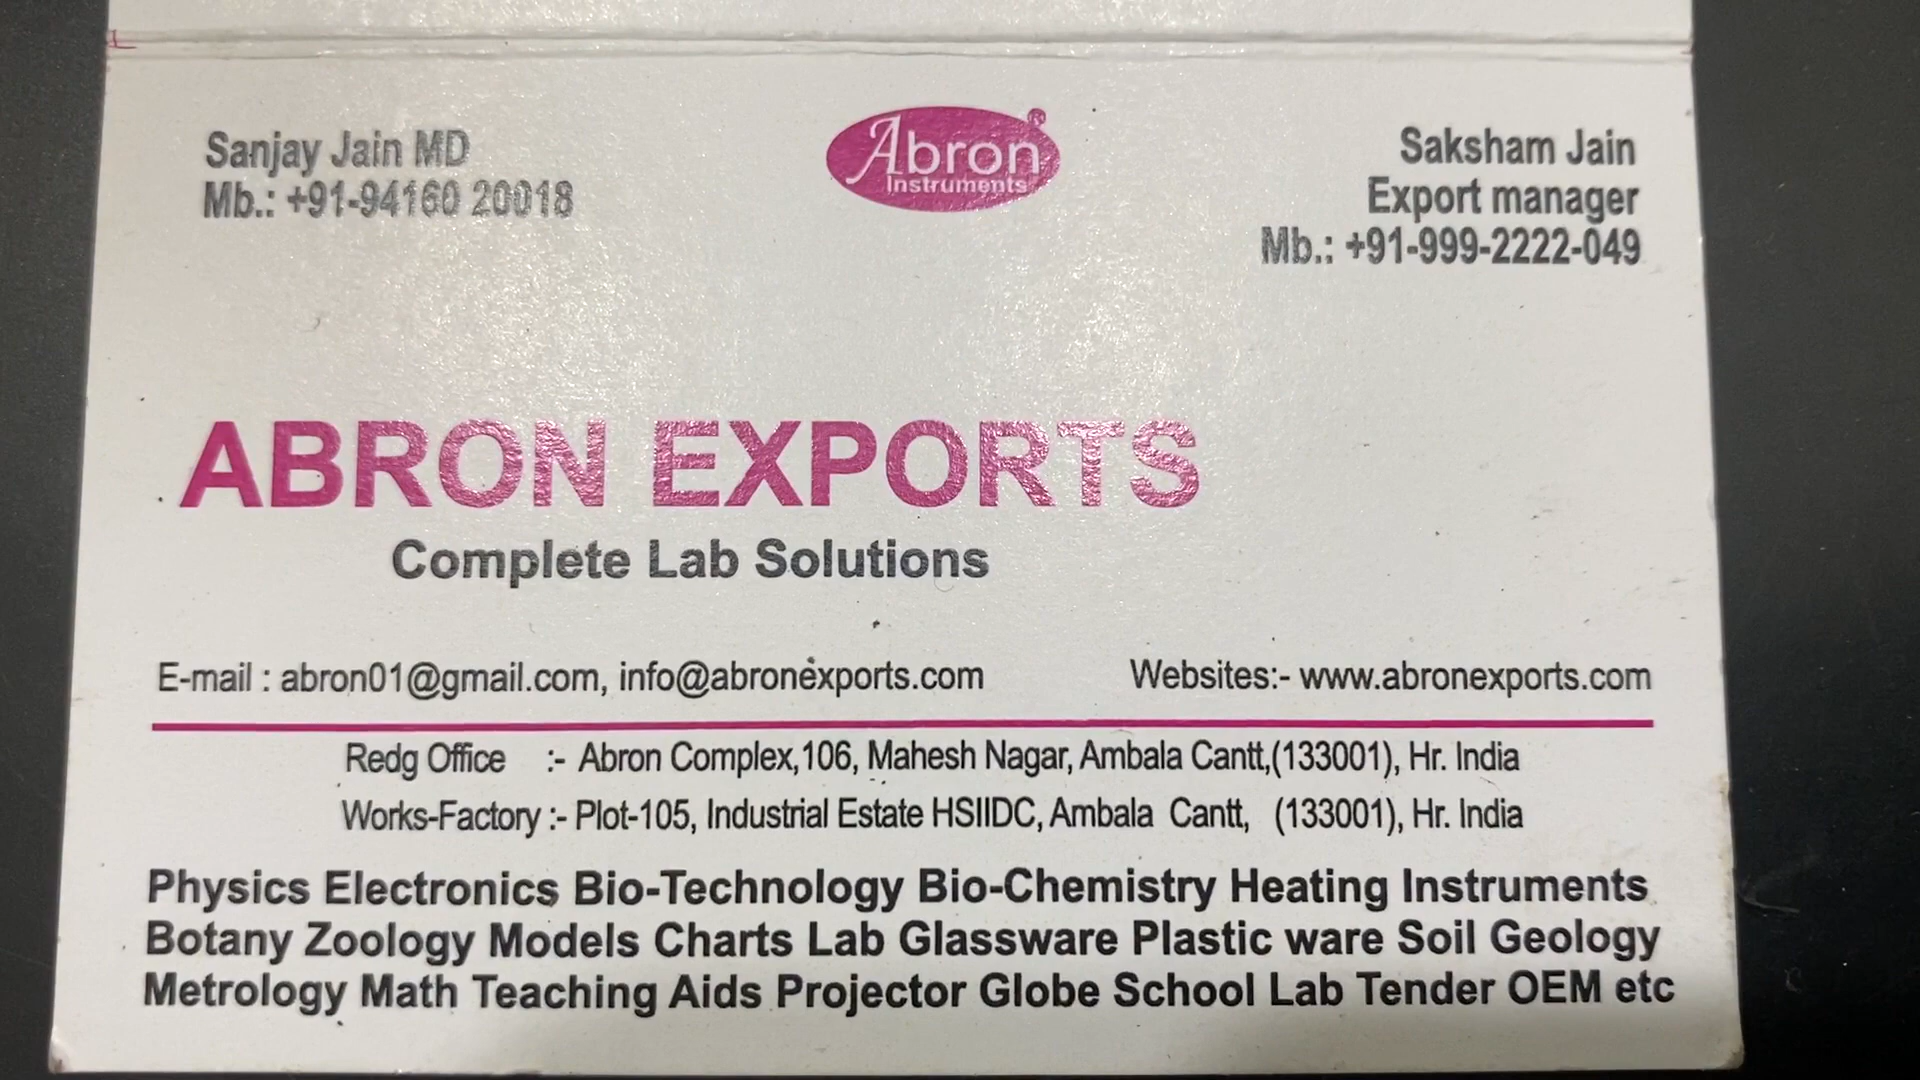 Sanjay Jain MD
Mb.: +91-94160 20018
Abron®
Instruments
Saksham Jain
Export manager
Mb.: +91-999-2222-049
ABRON EXPORTS
Complete Lab Solutions
E-mail : abron01@gmail.com, info@abronexports.com
Websites:- www.abronexports.com
Redg Office :- Abron Complex,106, Mahesh Nagar, Ambala Cantt,(133001), Hr. India
Works-Factory :- Plot-105, Industrial Estate HSIIDC, Ambala Cantt, (133001), Hr. India
Physics Electronics Bio-Technology Bio-Chemistry Heating Instruments
Botany Zoology Models Charts Lab Glassware Plastic ware Soil Geology
Metrology Math Teaching Aids Projector Globe School Lab Tender OEM etc